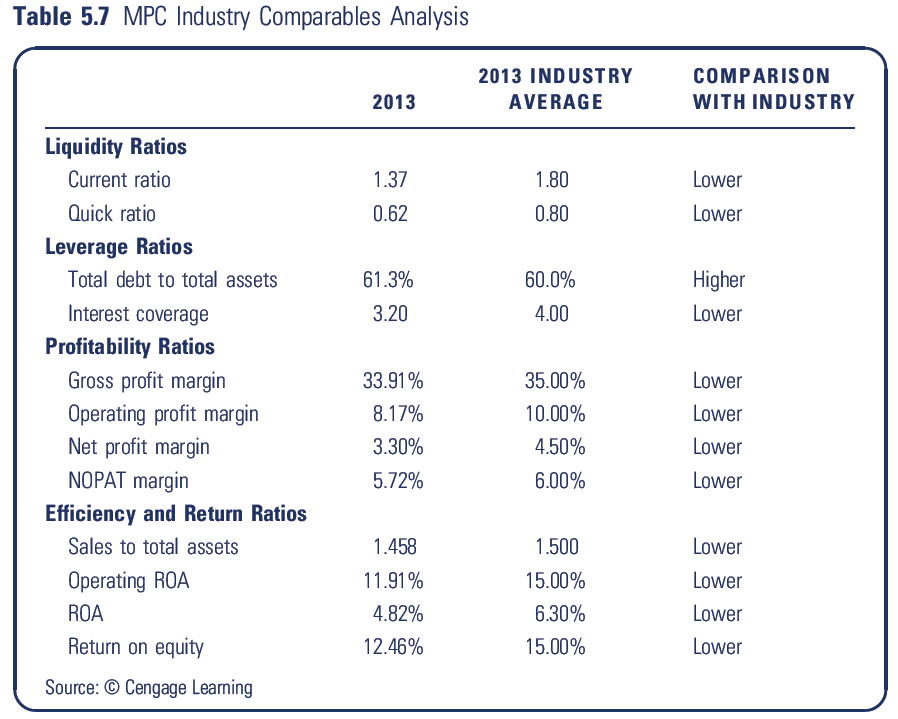 Table 5.7 MPC Industry Comparables Analysis
2013 INDUSTRY COMPARISON
2013 AVERAGE WITH INDUSTRY
Liquidity Ratios
Current ratio 1.37 1.80 Lower
Quick ratio 0.62 0.80 Lower
Leverage Ratios
Total debt to total assets 61.3% 60.0% Higher
Interest coverage 3.20 4.00 Lower
Profitability Ratios
Gross profit margin 33.91% 35.00% Lower
Operating profit margin 8.17% 10.00% Lower
Net profit margin 3.30% 4.50% Lower
NOPAT margin 5.72% 6.00% Lower
Efficiency and Return Ratios
Sales to total assets 1.458 1.500 Lower
Operating ROA 11.91% 15.00% Lower
ROA 4.82% 6.30% Lower
Return on equity 12.46% 15.00% Lower
Source: © Cengage Learning